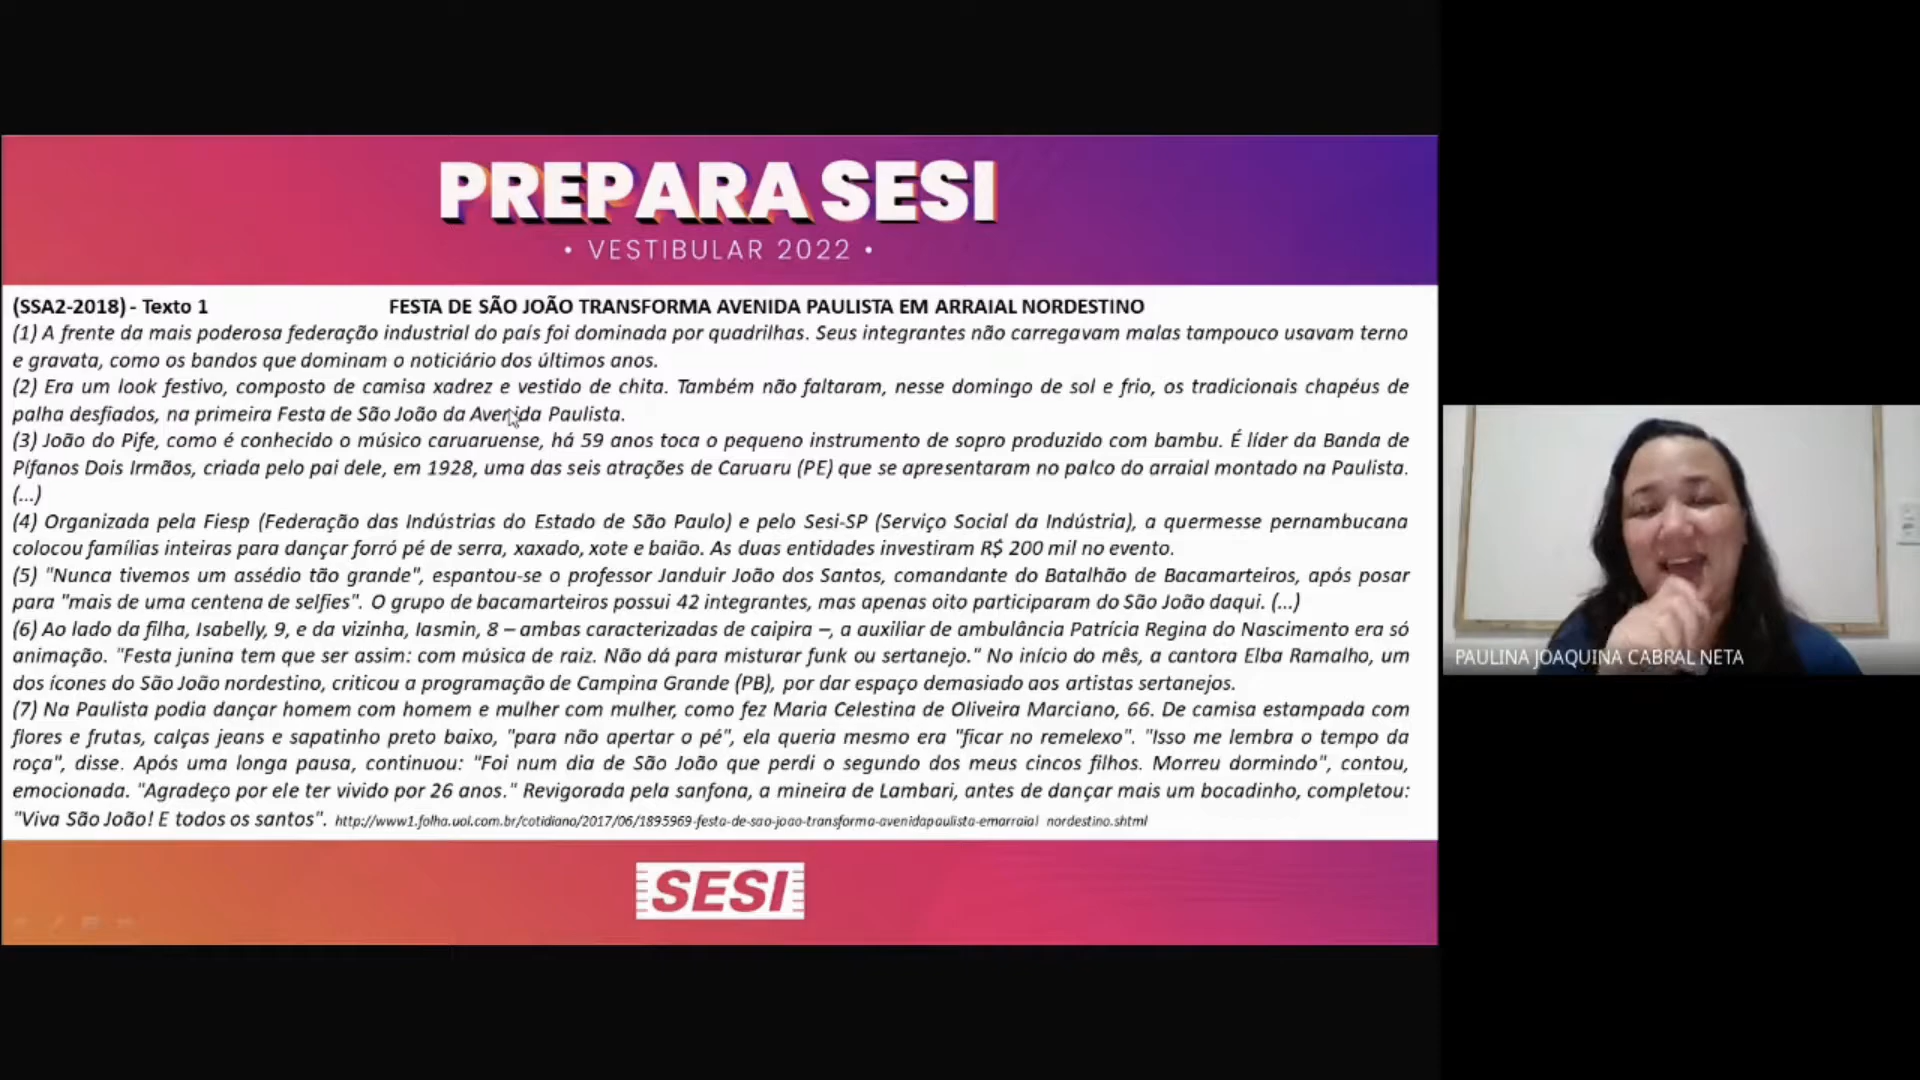 PREPARA SESI
• VESTIBULAR 2022 •
(SSA2-2018) - Texto 1 FESTA DE SÃO JOÃO TRANSFORMA AVENIDA PAULISTA EM ARRAIAL NORDESTINO
(1) A frente da mais poderosa federação industrial do país foi dominada por quadrilhas. Seus integrantes não carregavam malas tampouco usavam terno
e gravata, como os bandos que dominam o noticiário dos últimos anos.
(2) Era um look festivo, composto de camisa xadrez e vestido de chita. Também não faltaram, nesse domingo de sol e frio, os tradicionais chapéus de
palha desfiados, na primeira Festa de São João da Avenida Paulista.
(3) João do Pife, como é conhecido o músico caruaruense, há 59 anos toca o pequeno instrumento de sopro produzido com bambu. É líder da Banda de
Pífanos Dois Irmãos, criada pelo pai dele, em 1928, uma das seis atrações de Caruaru (PE) que se apresentaram no palco do arraial montado na Paulista.
(...)
(4) Organizada pela Fiesp (Federação das Indústrias do Estado de São Paulo) e pelo Sesi-SP (Serviço Social da Indústria), a quermesse pernambucana
colocou famílias inteiras para dançar forró pé de serra, xaxado, xote e baião. As duas entidades investiram R$ 200 mil no evento.
(5) "Nunca tivemos um assédio tão grande", espantou-se o professor Janduir João dos Santos, comandante do Batalhão de Bacamarteiros, após posar
para "mais de uma centena de selfies". O grupo de bacamarteiros possui 42 integrantes, mas apenas oito participaram do São João daqui. (...)
(6) Ao lado da filha, Isabelly, 9, e da vizinha, Iasmin, 8 – ambas caracterizadas de caipira –, a auxiliar de ambulância Patrícia Regina do Nascimento era só
animação. "Festa junina tem que ser assim: com música de raiz. Não dá para misturar funk ou sertanejo." No início do mês, a cantora Elba Ramalho, um
dos ícones do São João nordestino, criticou a programação de Campina Grande (PB), por dar espaço demasiado aos artistas sertanejos.
(7) Na Paulista podia dançar homem com homem e mulher com mulher, como fez Maria Celestina de Oliveira Marciano, 66. De camisa estampada com
flores e frutas, calças jeans e sapatinho preto baixo, "para não apertar o pé", ela queria mesmo era "ficar no remelexo". "Isso me lembra o tempo da
roça", disse. Após uma longa pausa, continuou: "Foi num dia de São João que perdi o segundo dos meus cincos filhos. Morreu dormindo", contou,
emocionada. "Agradeço por ele ter vivido por 26 anos." Revigorada pela sanfona, a mineira de Lambari, antes de dançar mais um bocadinho, completou:
"Viva São João! E todos os santos". http://www1.folha.uol.com.br/cotidiano/2017/06/1895969-festa-de-sao-joao-transforma-avenidapaulista-emarraial nordestino.shtml
SESI
PAULINA JOAQUINA CABRAL NETA